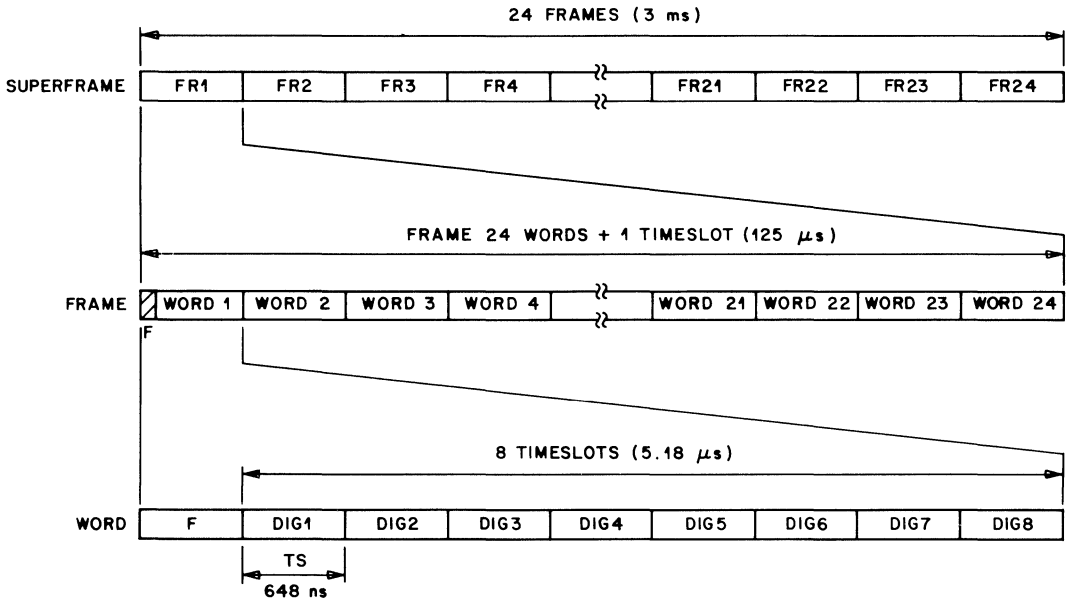 24 FRAMES (3 ms)
SUPERFRAME FR1 FR2 FR3 FR4 FR21 FR22 FR23 FR24
FRAME 24 WORDS + 1 TIMESLOT (125 μs)
FRAME WORD 1 WORD 2 WORD 3 WORD 4 WORD 21 WORD 22 WORD 23 WORD 24
F
8 TIMESLOTS (5.18 μs)
WORD F DIG1 DIG2 DIG3 DIG4 DIG5 DIG6 DIG7 DIG8
TS
648 ns